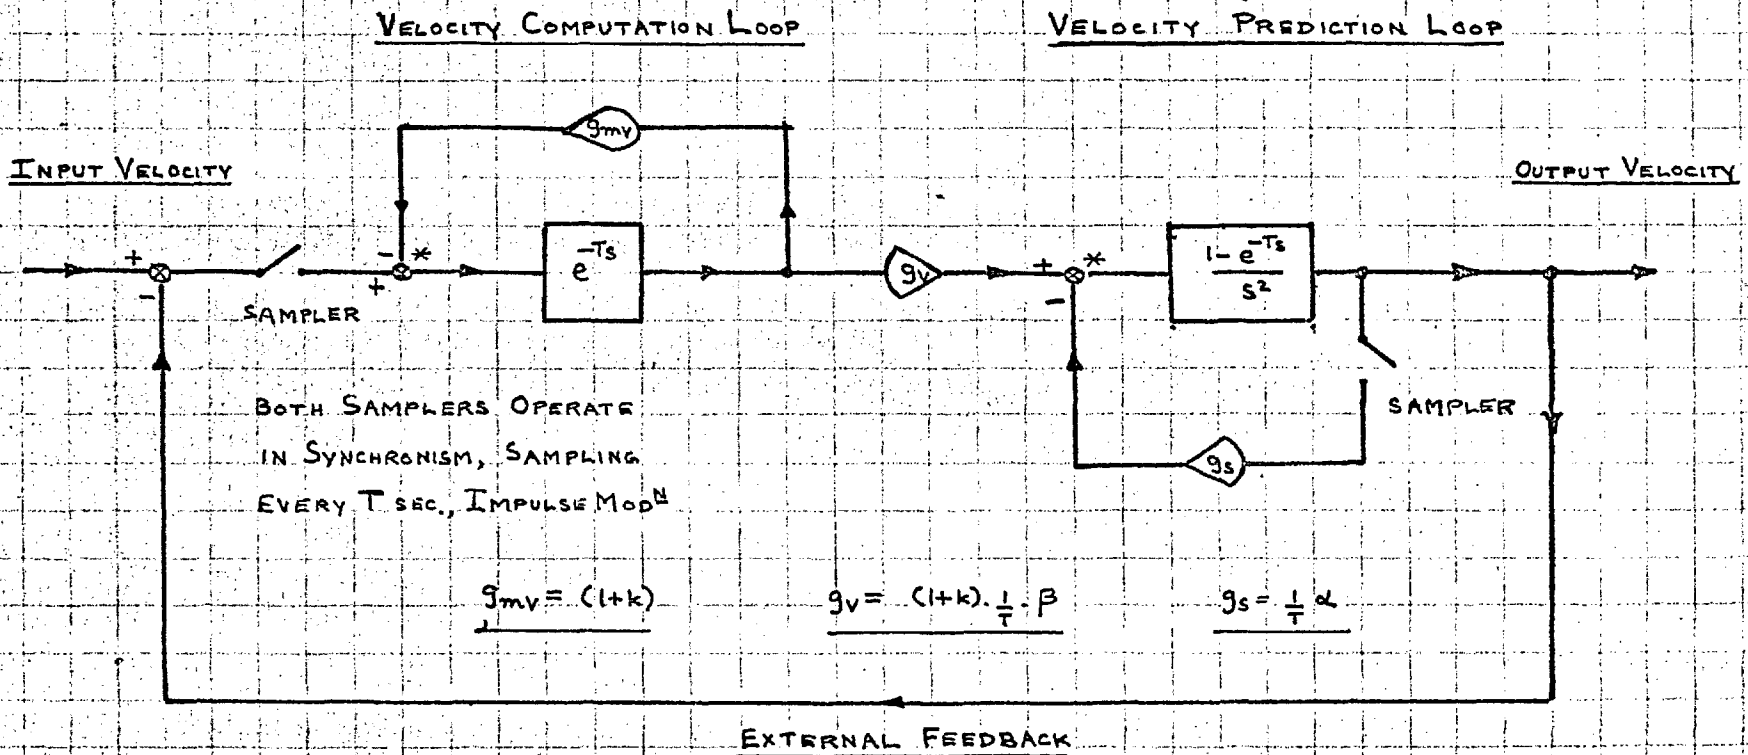 VELOCITY COMPUTATION LOOP
VELOCITY PREDICTION LOOP
gmv
INPUT VELOCITY
OUTPUT VELOCITY
+
-
SAMPLER
- *
+
e^-Ts
gv
+ *
-
1 - e^-Ts
s²
SAMPLER
gs
BOTH SAMPLERS OPERATE
IN SYNCHRONISM, SAMPLING
EVERY T SEC., IMPULSE MOD^N
gmv = (1+k)
gv = (1+k). 1/T . β
gs = 1/T α
EXTERNAL FEEDBACK